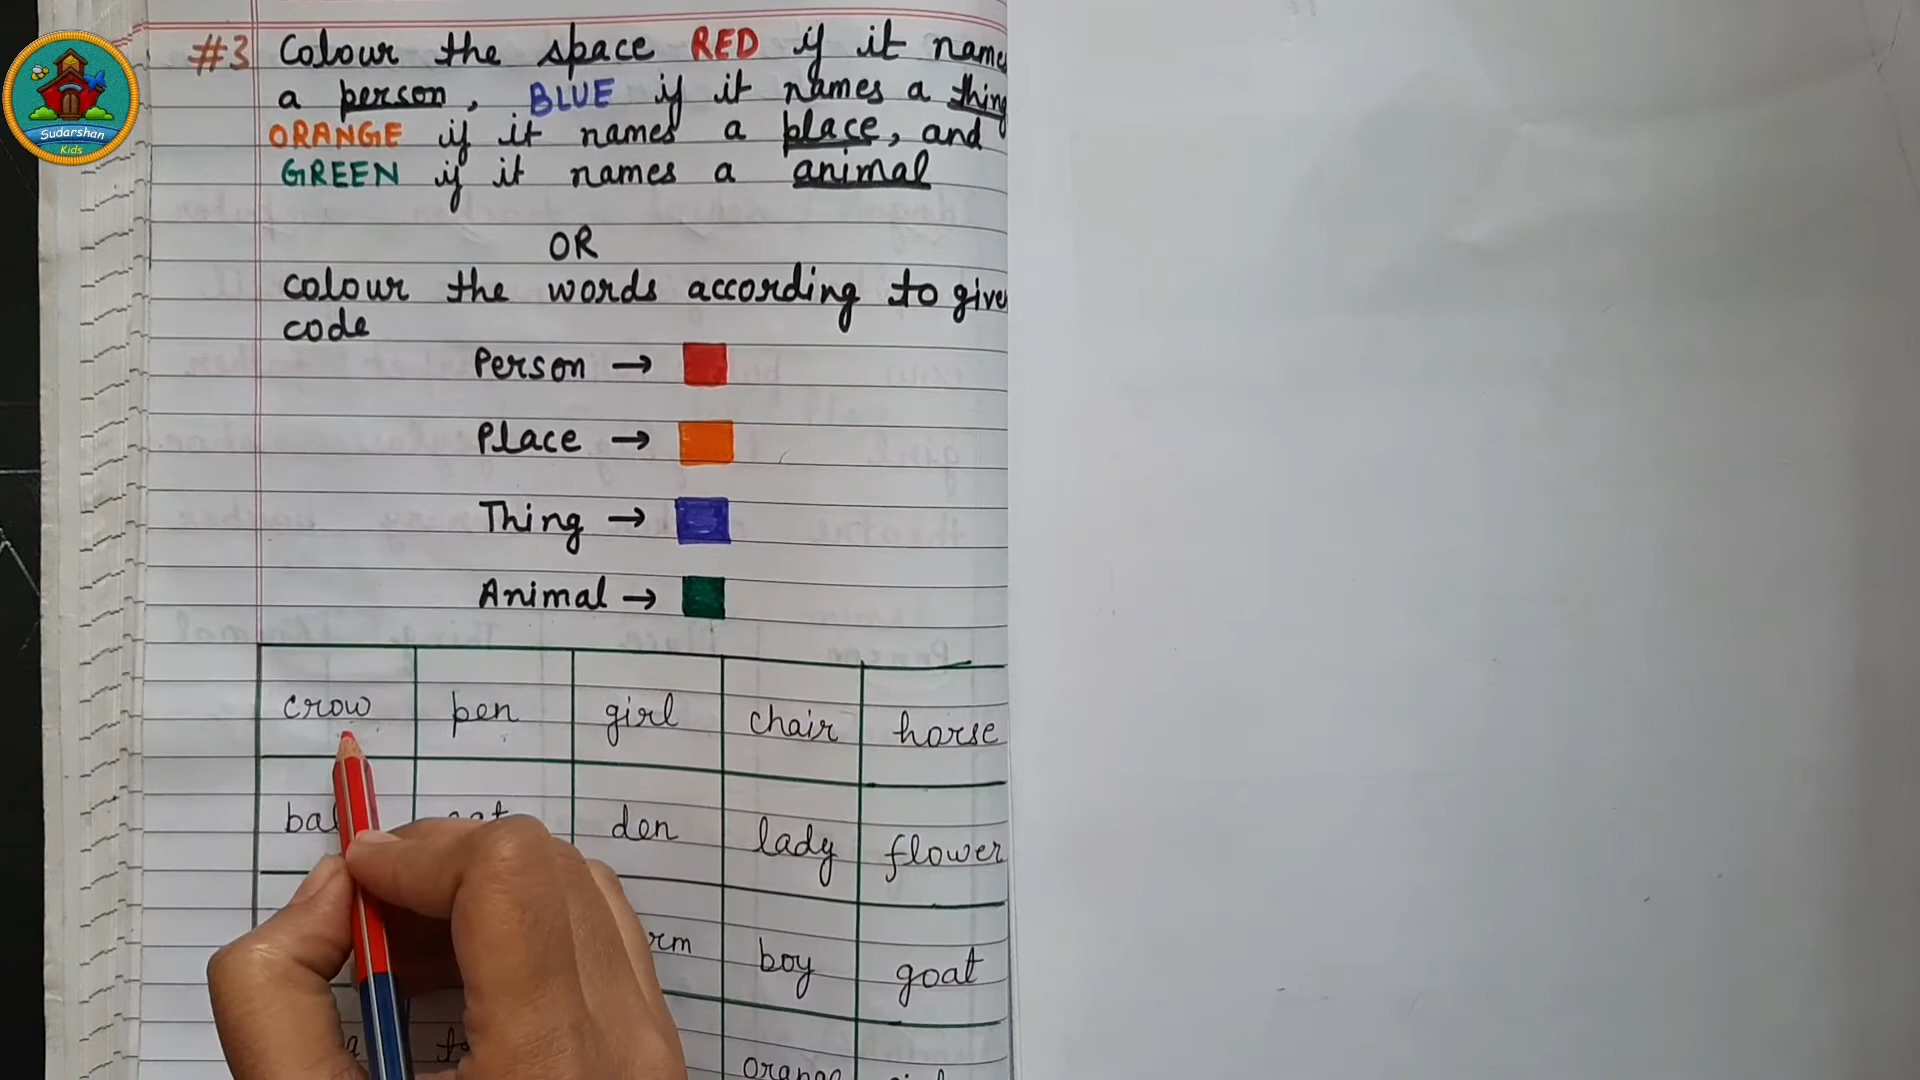 #3 Colour the space RED if it name
a person, BLUE if it names a thing
ORANGE if it names a place, and
GREEN if it names a animal
OR
colour the words according to give
code
Person →
Place →
Thing →
Animal →
crow pen girl chair horse
den lady flower
boy goat
Sudarshan
Kids